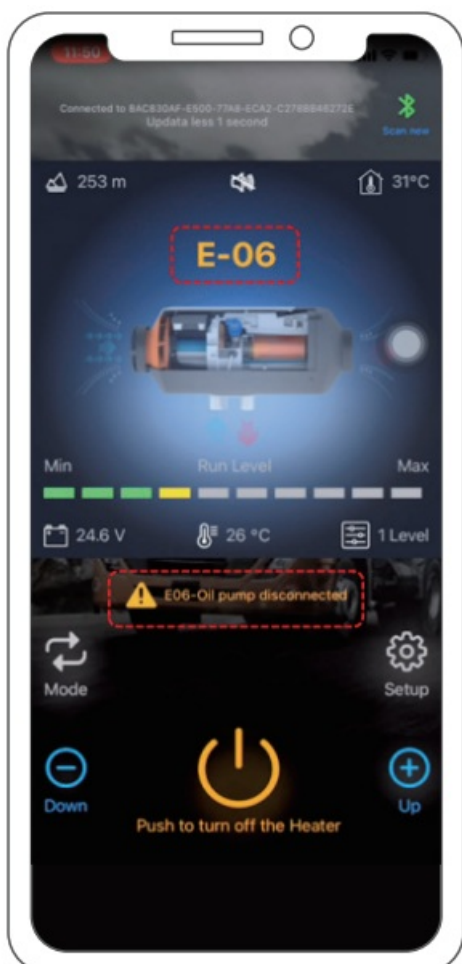 11:50
Connected to 8AC830AF-E500-77A8-ECA2-C278BB48272E
Updata less 1 second
Scan new
253 m
31°C
E-06
Min
Run Level
Max
24.6 V
26 °C
1 Level
E06-Oil pump disconnected
Mode
Setup
Down
Up
Push to turn off the Heater